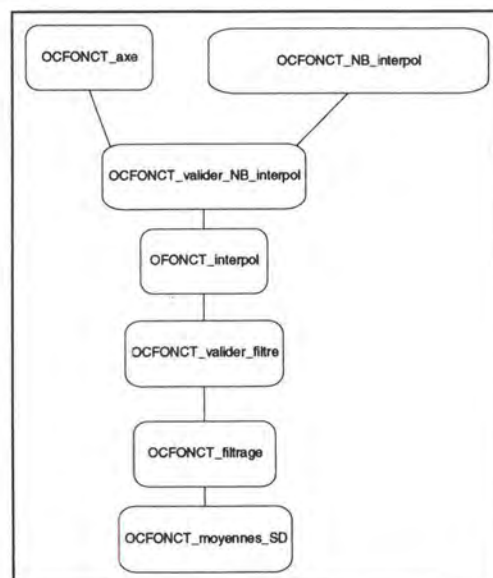 OCFONCT_axe
OCFONCT_NB_interpol
OCFONCT_valider_NB_interpol
OFONCT_interpol
OCFONCT_valider_filtre
OCFONCT_filtrage
OCFONCT_moyennes_SD